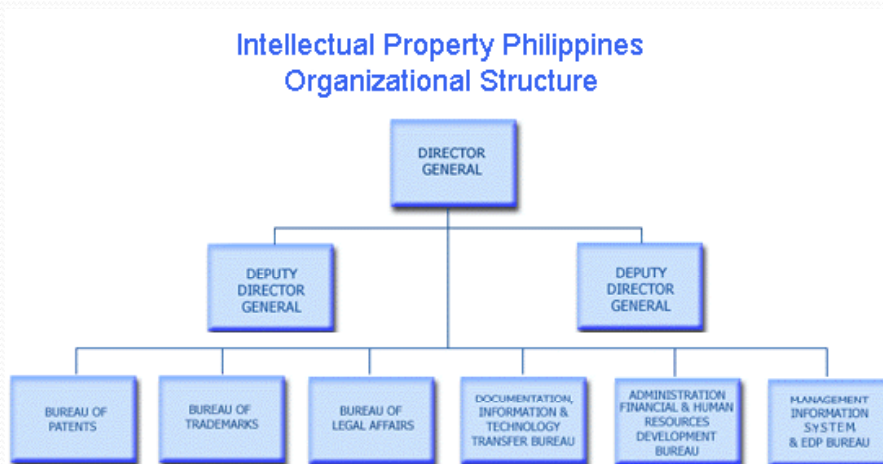 Intellectual Property Philippines
Organizational Structure
DIRECTOR
GENERAL
DEPUTY
DIRECTOR
GENERAL
DEPUTY
DIRECTOR
GENERAL
BUREAU OF
PATENTS
BUREAU OF
TRADEMARKS
BUREAU OF
LEGAL AFFAIRS
DOCUMENTATION,
INFORMATION &
TECHNOLOGY
TRANSFER BUREAU
ADMINISTRATION
FINANCIAL & HUMAN
RESOURCES
DEVELOPMENT
BUREAU
MANAGEMENT
INFORMATION
SYSTEM
& EDP BUREAU